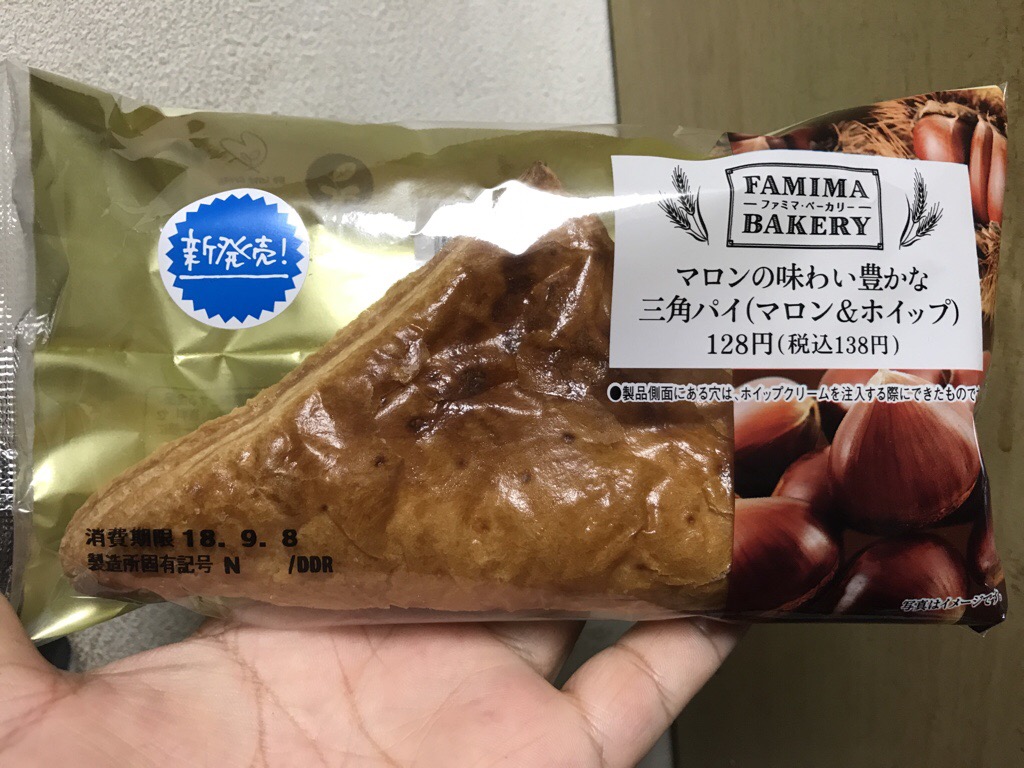 新発売!
FAMIMA
ファミマ・ベーカリー
BAKERY
マロンの味わい豊かな
三角パイ(マロン&ホイップ)
128円(税込138円)
●製品側面にある穴は、ホイップクリームを注入する際にできたもので
消費期限 18. 9. 8
製造所固有記号 N /DDR
写真はイメージです